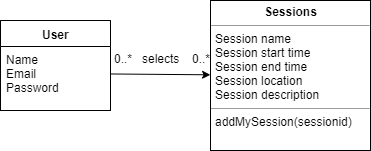 User
Name
Email
Password
0..* selects 0..*
Sessions
Session name
Session start time
Session end time
Session location
Session description
addMySession(sessionid)